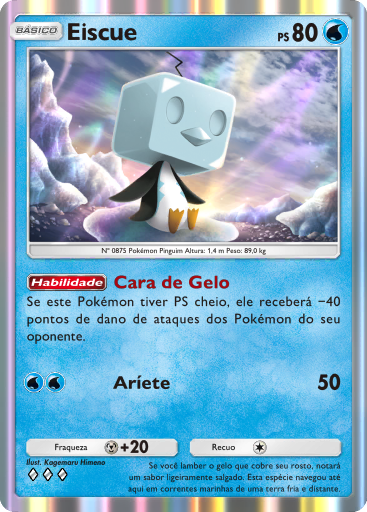 BÁSICO Eiscue PS 80
Nº 0875 Pokémon Pinguim Altura: 1,4 m Peso: 89,0 kg
Habilidade Cara de Gelo
Se este Pokémon tiver PS cheio, ele receberá −40
pontos de dano de ataques dos Pokémon do seu
oponente.
Aríete 50
Fraqueza +20 Recuo
Ilust. Kagemaru Himeno
Se você lamber o gelo que cobre seu rosto, notará
um sabor ligeiramente salgado. Esta espécie navegou até
aqui em correntes marinhas de uma terra fria e distante.